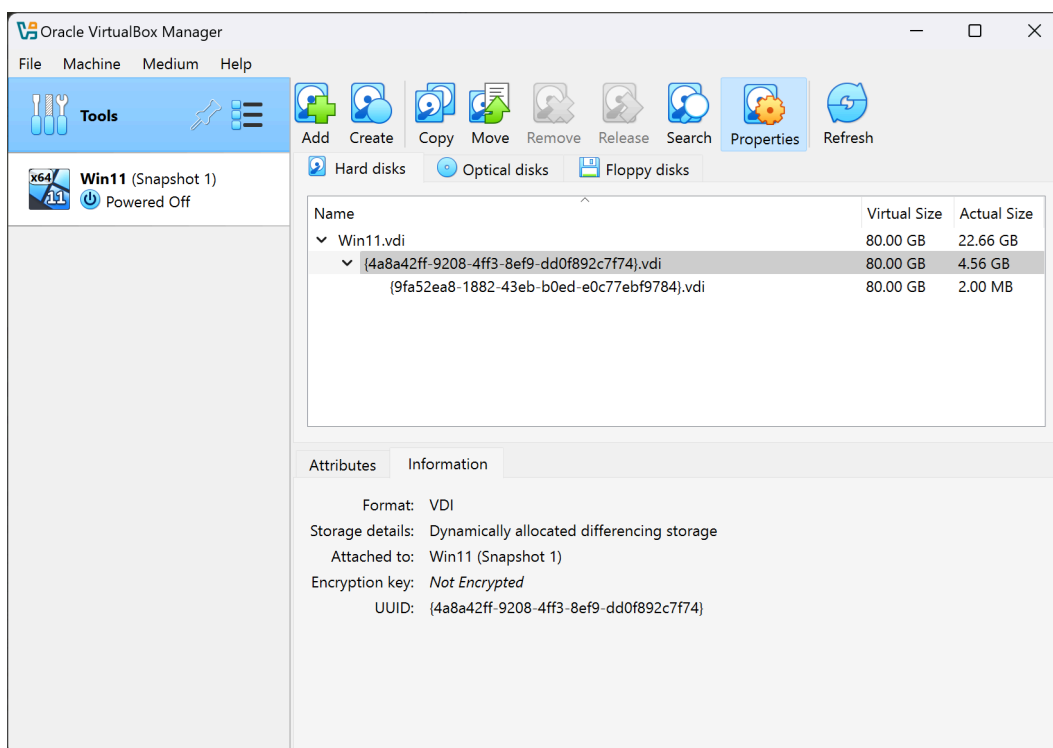 Oracle VirtualBox Manager
File Machine Medium Help
Tools
Add Create Copy Move Remove Release Search Properties Refresh
x64 11 Win11 (Snapshot 1)
Powered Off
Hard disks Optical disks Floppy disks
Name Virtual Size Actual Size
Win11.vdi 80.00 GB 22.66 GB
{4a8a42ff-9208-4ff3-8ef9-dd0f892c7f74}.vdi 80.00 GB 4.56 GB
{9fa52ea8-1882-43eb-b0ed-e0c77ebf9784}.vdi 80.00 GB 2.00 MB
Attributes Information
Format: VDI
Storage details: Dynamically allocated differencing storage
Attached to: Win11 (Snapshot 1)
Encryption key: Not Encrypted
UUID: {4a8a42ff-9208-4ff3-8ef9-dd0f892c7f74}